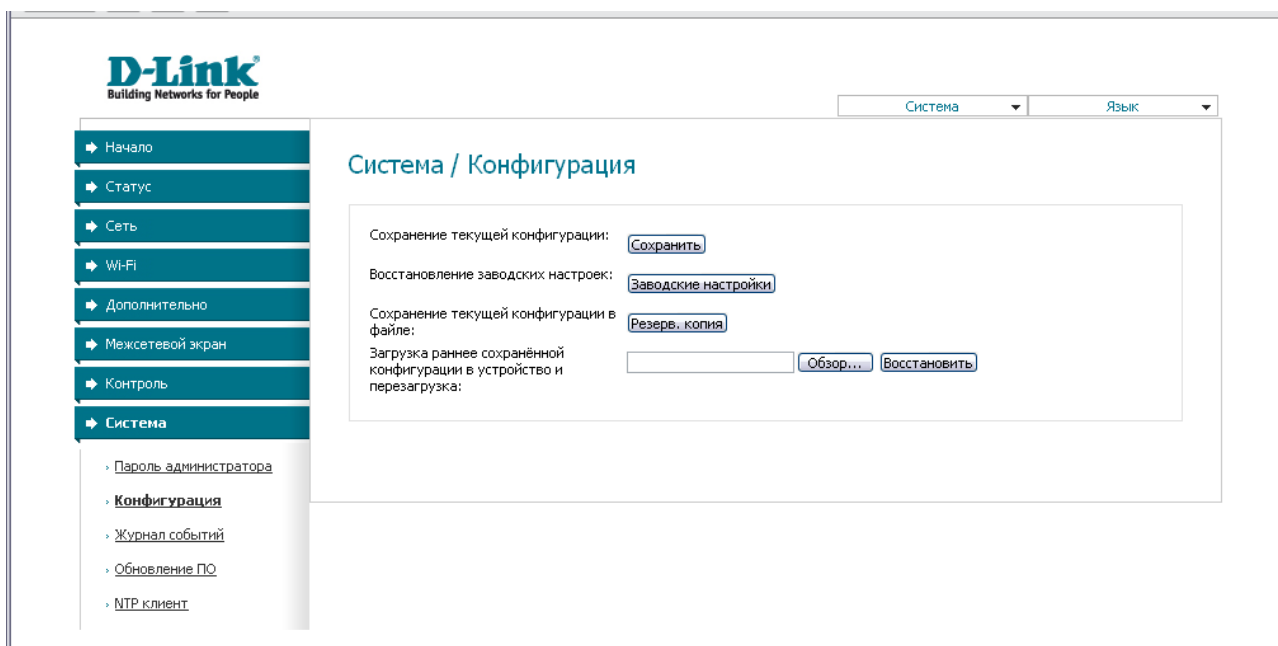 D-Link
Building Networks for People
Система
Язык
Начало
Статус
Сеть
Wi-Fi
Дополнительно
Межсетевой экран
Контроль
Система
Пароль администратора
Конфигурация
Журнал событий
Обновление ПО
NTP клиент
Система / Конфигурация
Сохранение текущей конфигурации:
Сохранить
Восстановление заводских настроек:
Заводские настройки
Сохранение текущей конфигурации в
файле:
Резерв. копия
Загрузка раннее сохранённой
конфигурации в устройство и
перезагрузка:
Обзор... Восстановить